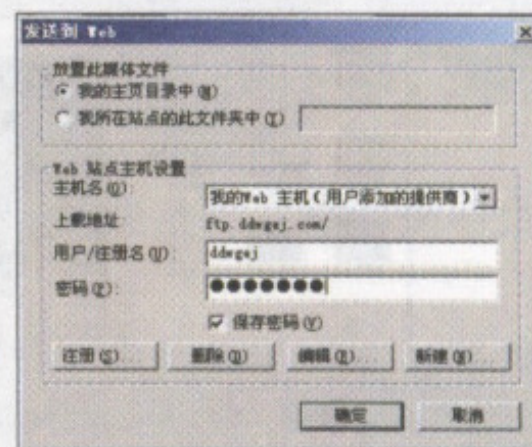 发送到 Web
放置此媒体文件
我的主页目录中(M)
我所在站点的此文件夹中(T)
Web 站点主机设置
主机名(O): 我的Web 主机(用户添加的提供商)
上载地址: ftp.ddwgaj.com/
用户/注册名(U): ddwgaj
密码(P): ●●●●●●●
保存密码(V)
注册(S)... 删除(D) 编辑(E)... 新建(N)...
确定 取消